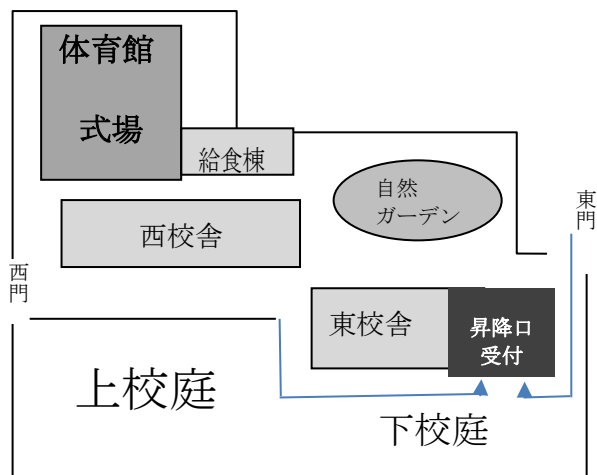 体育館
式場
給食棟
自然
ガーデン
東門
西校舎
西門
東校舎
昇降口
受付
上校庭
下校庭